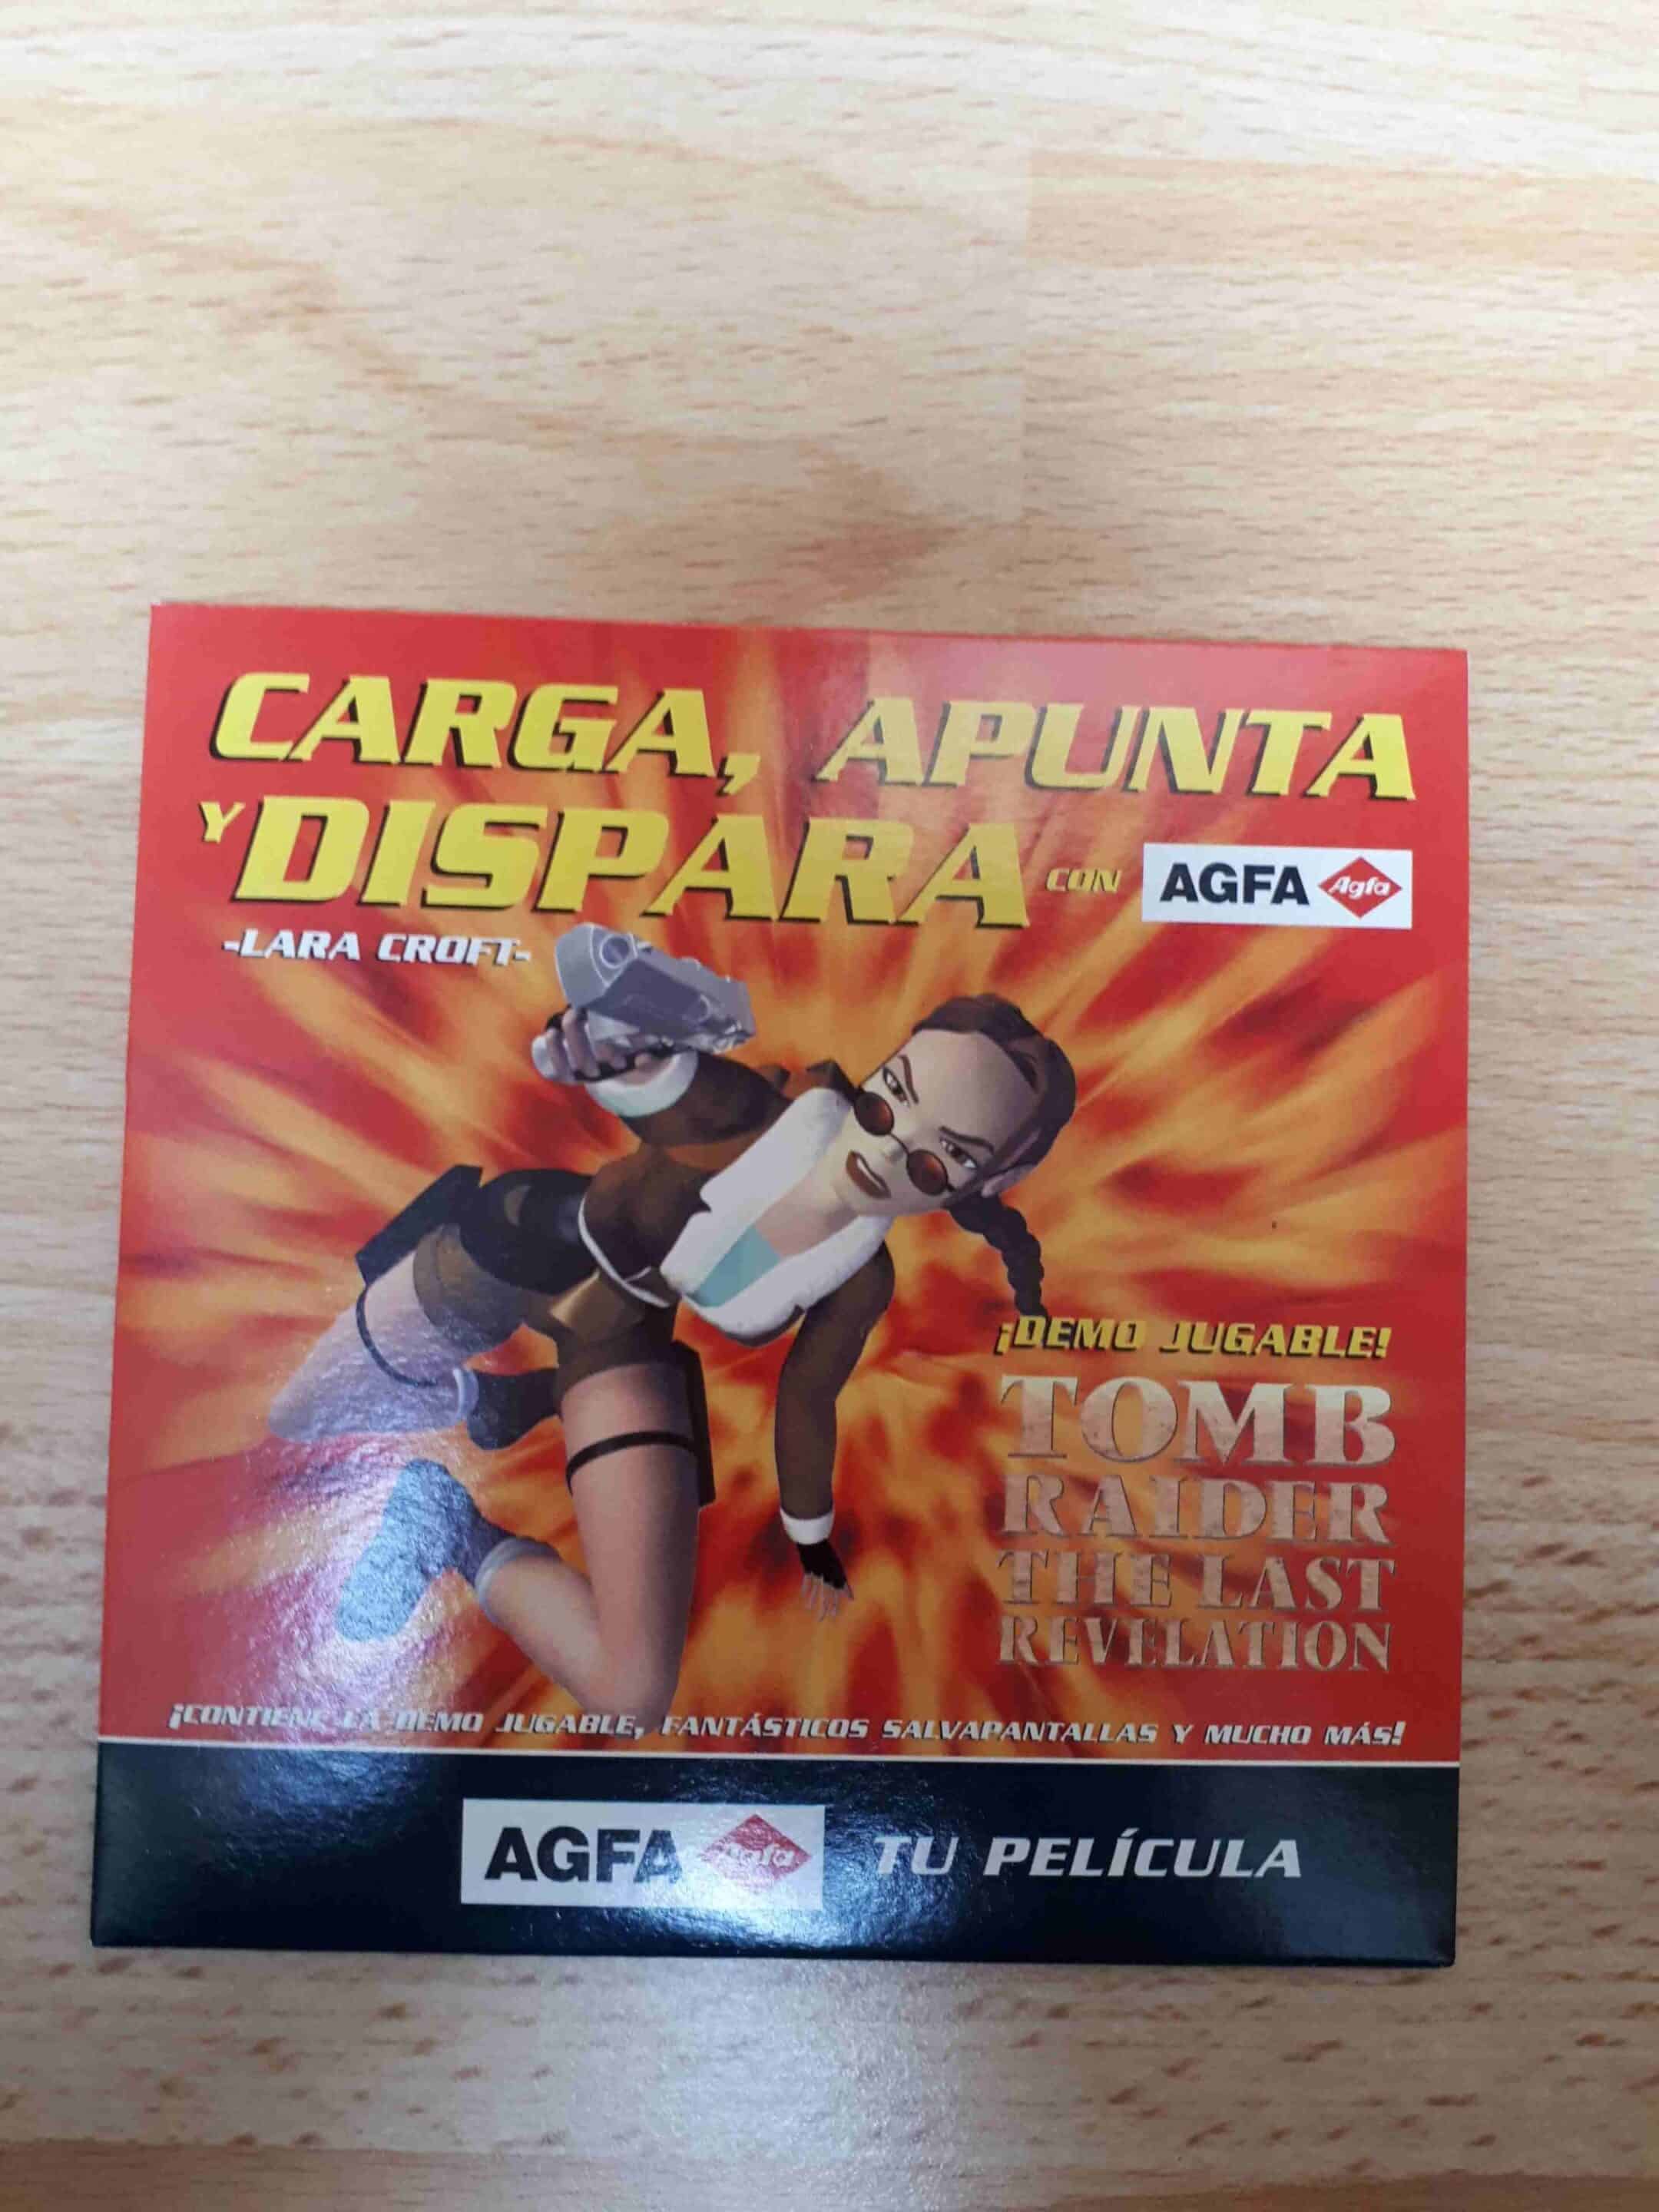 CARGA, APUNTA
Y DISPARA CON AGFA Agfa
-LARA CROFT-
¡DEMO JUGABLE!
TOMB
RAIDER
THE LAST
REVELATION
¡CONTIENE LA DEMO JUGABLE, FANTÁSTICOS SALVAPANTALLAS Y MUCHO MÁS!
AGFA Agfa TU PELÍCULA